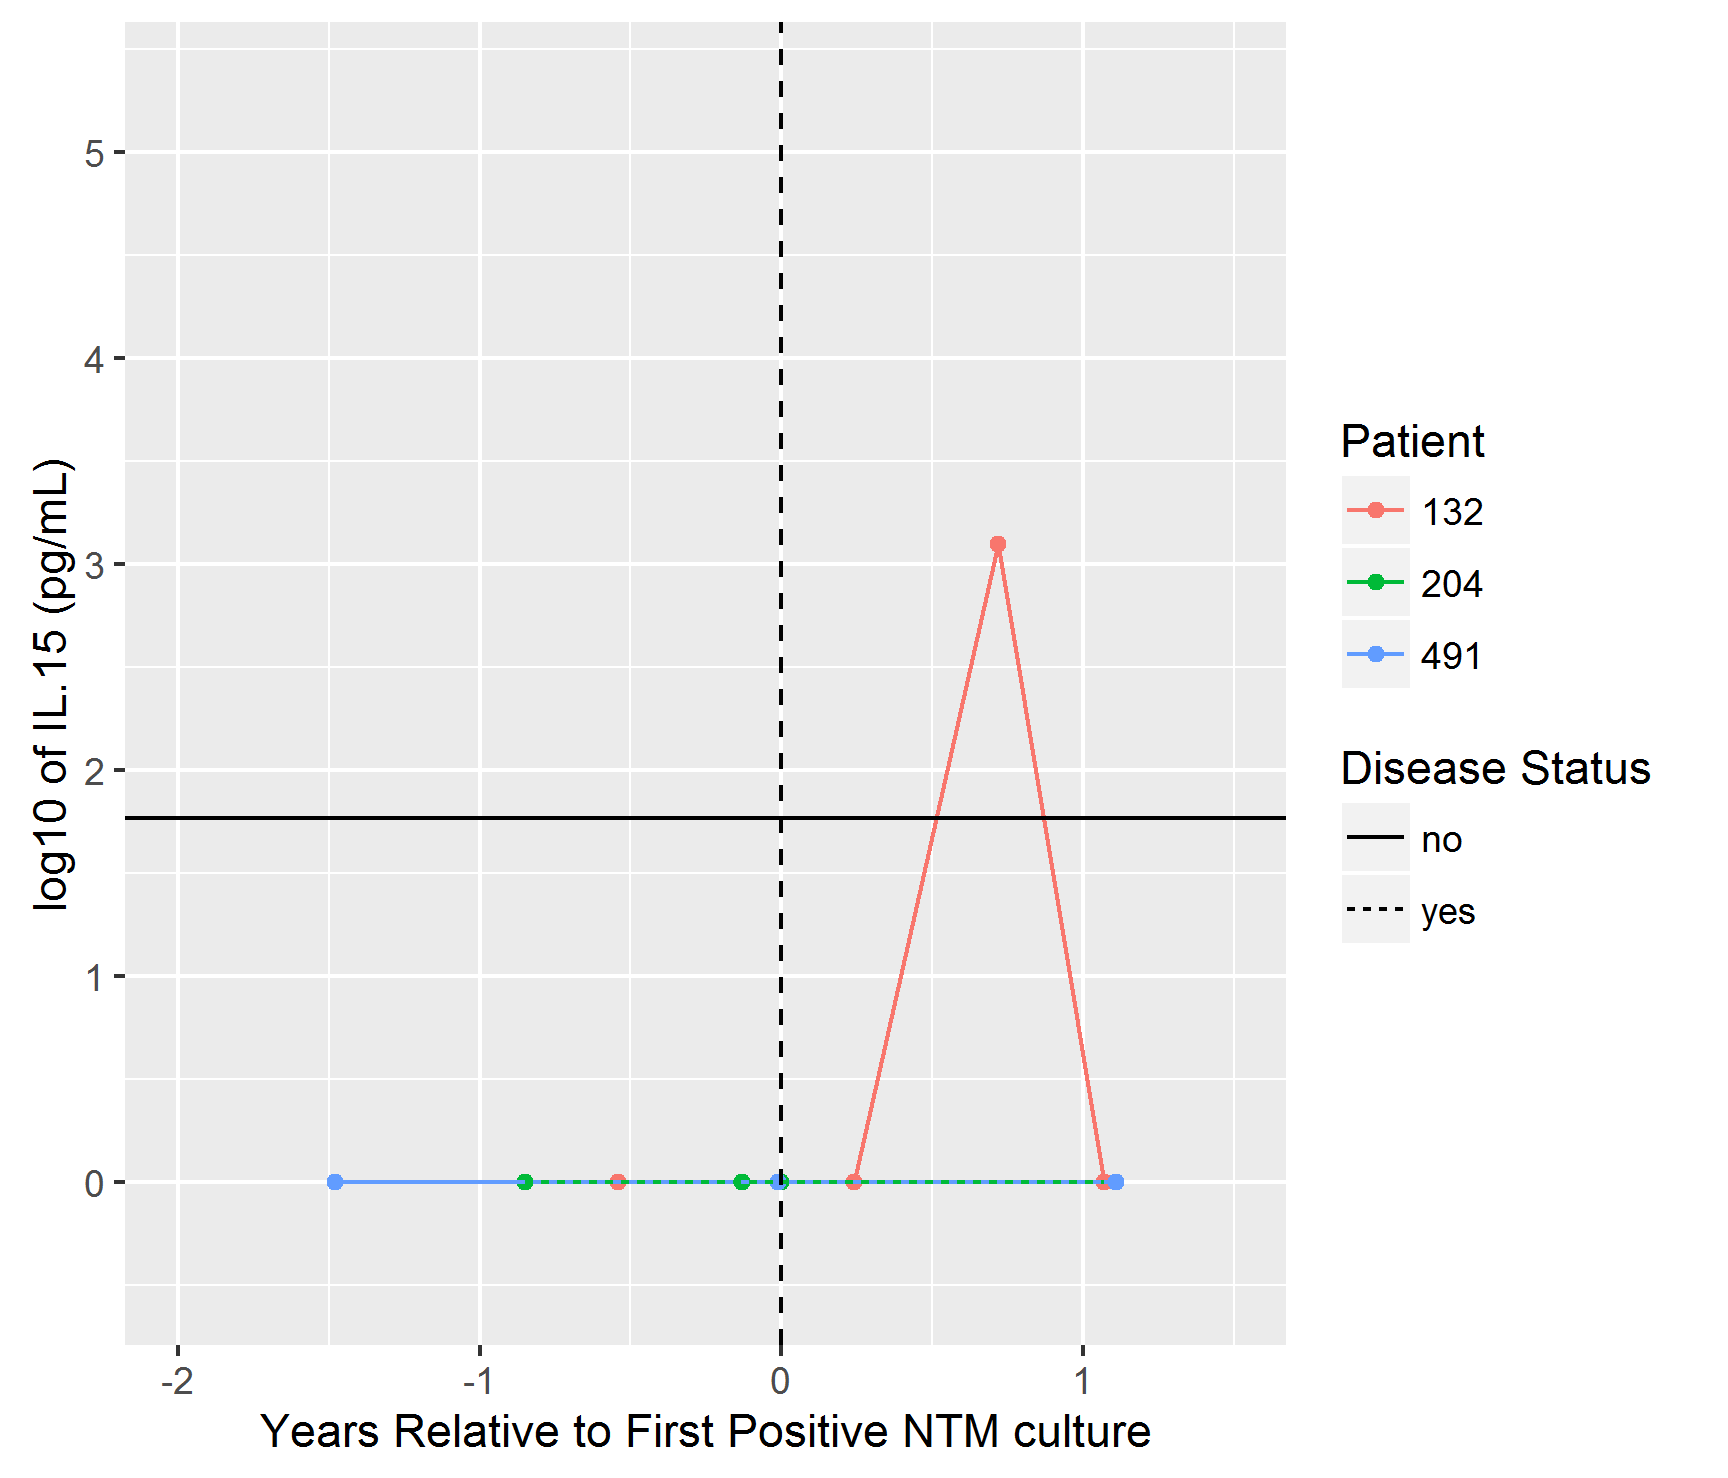 log10 of IL.15 (pg/mL)
5
4
3
2
1
0
-2
-1
0
1
Years Relative to First Positive NTM culture
Patient
132
204
491
Disease Status
no
yes